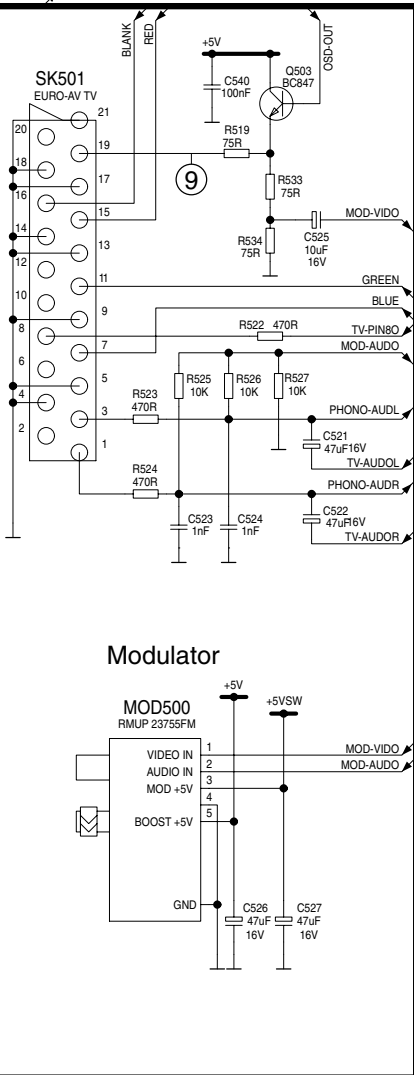 BLANK
RED
OSD-OUT
+5V
Q503
BC847
C540
100nF
SK501
EURO-AV TV
21
20
19
R519
75R
9
18
17
R533
75R
16
15
MOD-VIDO
14
13
R534
75R
C525
10uF
16V
12
11
GREEN
10
9
BLUE
8
R522 470R
TV-PIN8O
7
MOD-AUDO
6
5
R525
10K
R526
10K
R527
10K
4
3
R523
470R
PHONO-AUDL
2
C521
47uF16V
1
TV-AUDOL
R524
470R
PHONO-AUDR
C523
1nF
C524
1nF
C522
47uF16V
TV-AUDOR
Modulator
+5V
+5VSW
MOD500
RMUP 23755FM
VIDEO IN 1 MOD-VIDO
AUDIO IN 2 MOD-AUDO
MOD +5V 3
4
BOOST +5V 5
GND
C526
47uF
16V
C527
47uF
16V